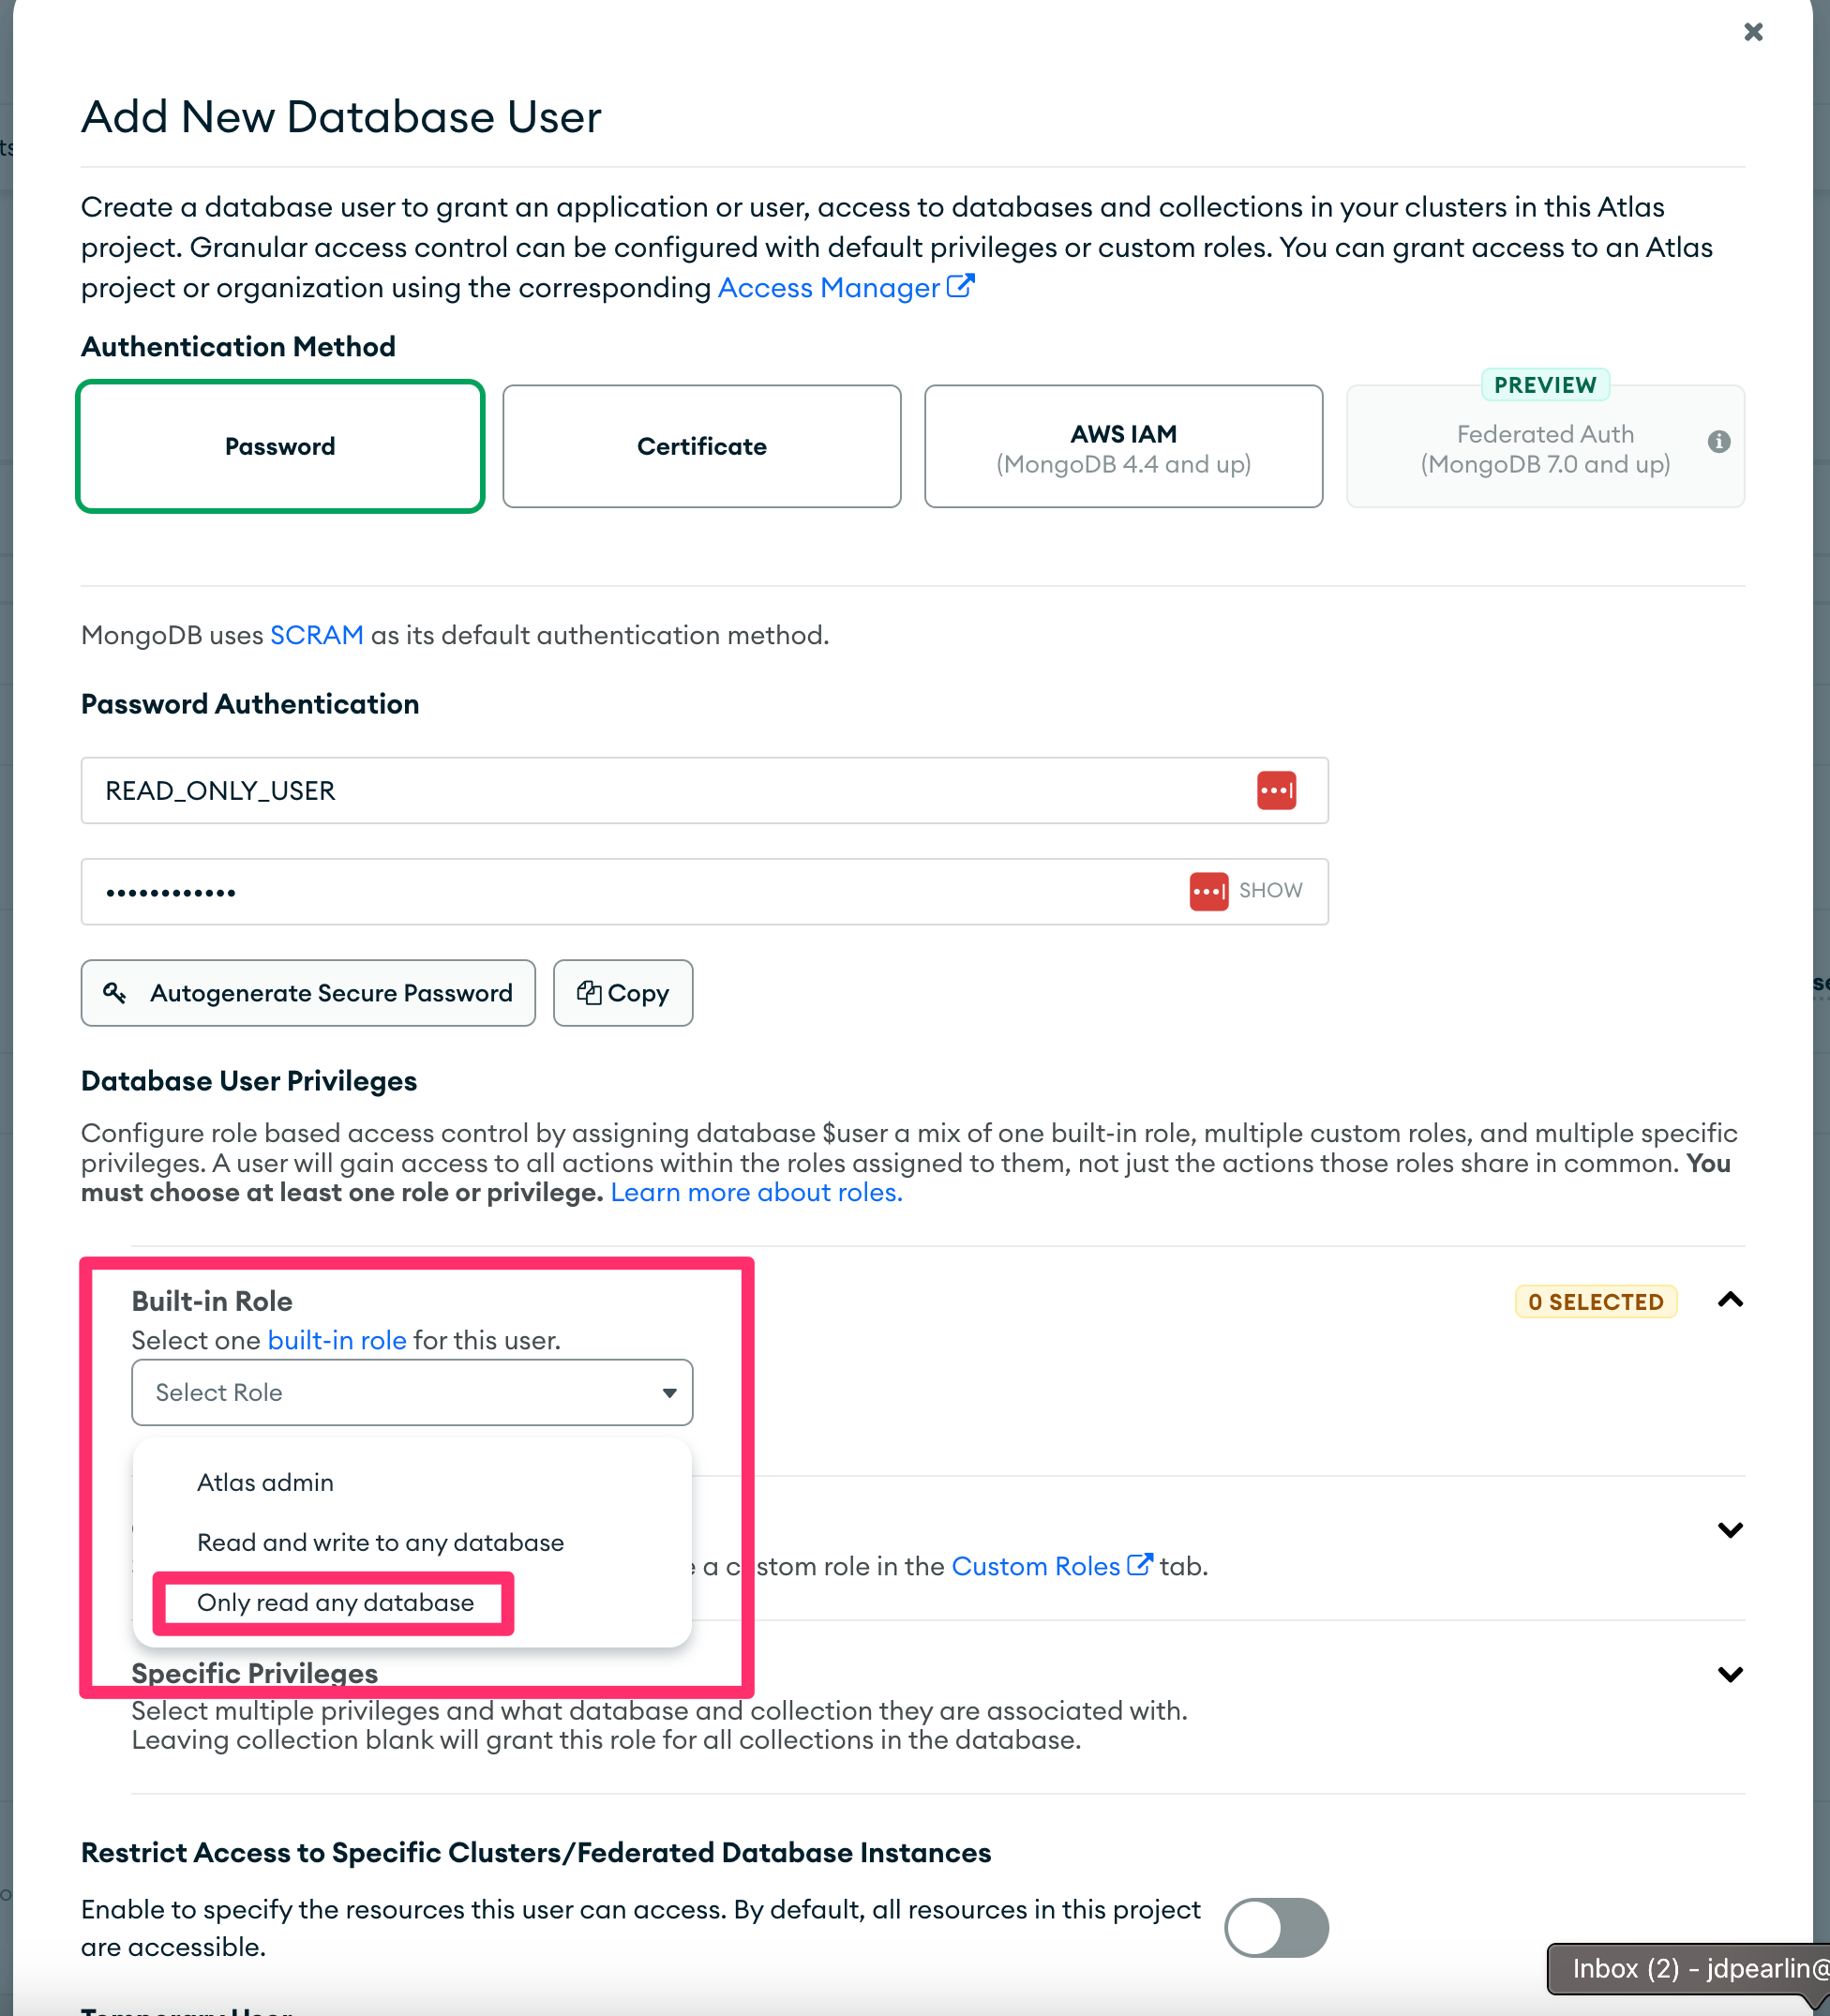 Add New Database User
Create a database user to grant an application or user, access to databases and collections in your clusters in this Atlas
project. Granular access control can be configured with default privileges or custom roles. You can grant access to an Atlas
project or organization using the corresponding Access Manager
Authentication Method
PREVIEW
Password
Certificate
AWS IAM
(MongoDB 4.4 and up)
Federated Auth
(MongoDB 7.0 and up)
MongoDB uses SCRAM as its default authentication method.
Password Authentication
READ_ONLY_USER
•••••••••••• SHOW
Autogenerate Secure Password
Copy
Database User Privileges
Configure role based access control by assigning database $user a mix of one built-in role, multiple custom roles, and multiple specific
privileges. A user will gain access to all actions within the roles assigned to them, not just the actions those roles share in common. You
must choose at least one role or privilege. Learn more about roles.
Built-in Role
0 SELECTED
Select one built-in role for this user.
Select Role
Atlas admin
Read and write to any database
a custom role in the Custom Roles tab.
Only read any database
Specific Privileges
Select multiple privileges and what database and collection they are associated with.
Leaving collection blank will grant this role for all collections in the database.
Restrict Access to Specific Clusters/Federated Database Instances
Enable to specify the resources this user can access. By default, all resources in this project
are accessible.
Inbox (2) - jdpearlin@
Temporary User